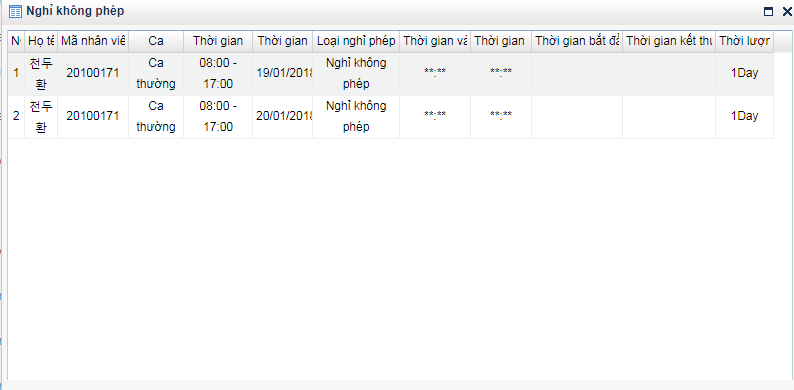 Nghỉ không phép
Họ tê Mã nhân viê Ca Thời gian Thời gian Loại nghỉ phép Thời gian và Thời gian Thời gian bắt đầ Thời gian kết thú Thời lượn
1 천두환 20100171 Ca thường 08:00 - 17:00 19/01/2018 Nghỉ không phép **:** **:** 1Day
2 천두환 20100171 Ca thường 08:00 - 17:00 20/01/2018 Nghỉ không phép **:** **:** 1Day